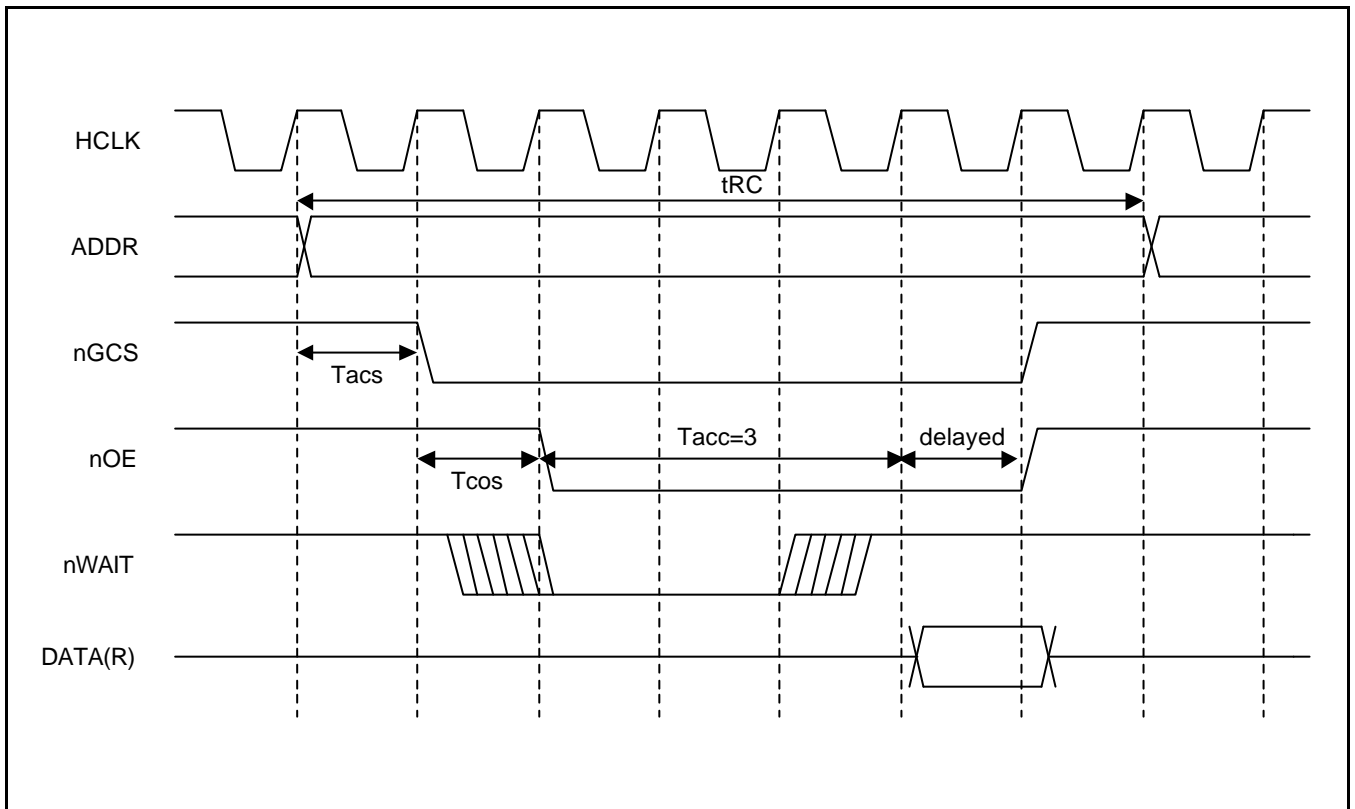 HCLK
tRC
ADDR
nGCS
Tacs
nOE
Tacc=3
delayed
Tcos
nWAIT
DATA(R)